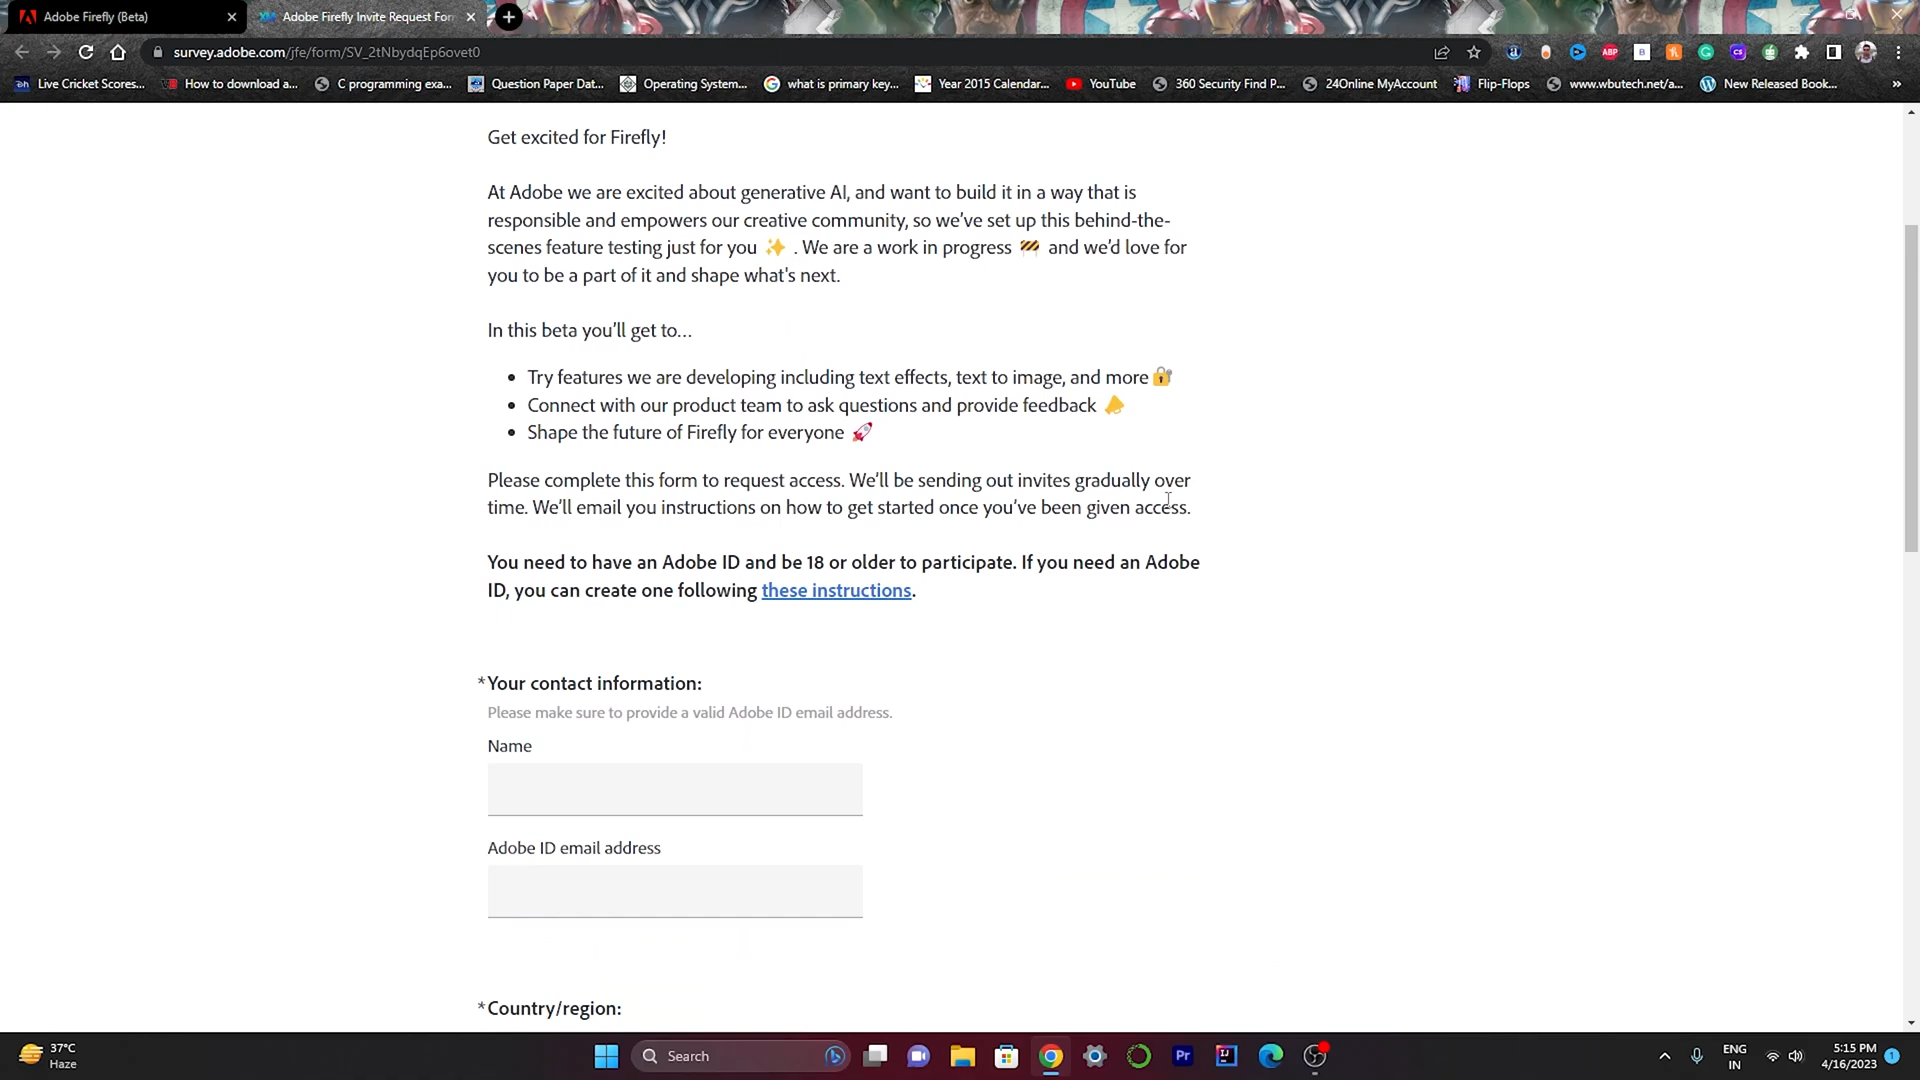 Adobe Firefly (Beta)
Adobe Firefly Invite Request For
survey.adobe.com/jfe/form/SV_2tNbydqEp6ovet0
Live Cricket Scores...
How to download a...
C programming exa...
Question Paper Dat...
Operating System...
what is primary key...
Year 2015 Calendar...
YouTube
360 Security Find P...
24Online MyAccount
Flip-Flops
www.wbutech.net/a...
New Released Book...
»
Get excited for Firefly!
At Adobe we are excited about generative AI, and want to build it in a way that is
responsible and empowers our creative community, so we've set up this behind-the-
scenes feature testing just for you ✨ . We are a work in progress 🚧 and we'd love for
you to be a part of it and shape what's next.
In this beta you'll get to...
• Try features we are developing including text effects, text to image, and more 🔐
• Connect with our product team to ask questions and provide feedback 📣
• Shape the future of Firefly for everyone 🚀
Please complete this form to request access. We'll be sending out invites gradually over
time. We'll email you instructions on how to get started once you've been given access.
You need to have an Adobe ID and be 18 or older to participate. If you need an Adobe
ID, you can create one following these instructions.
*Your contact information:
Please make sure to provide a valid Adobe ID email address.
Name
Adobe ID email address
*Country/region:
37°C
Haze
Search
Pr
ENG
IN
5:15 PM
4/16/2023
1